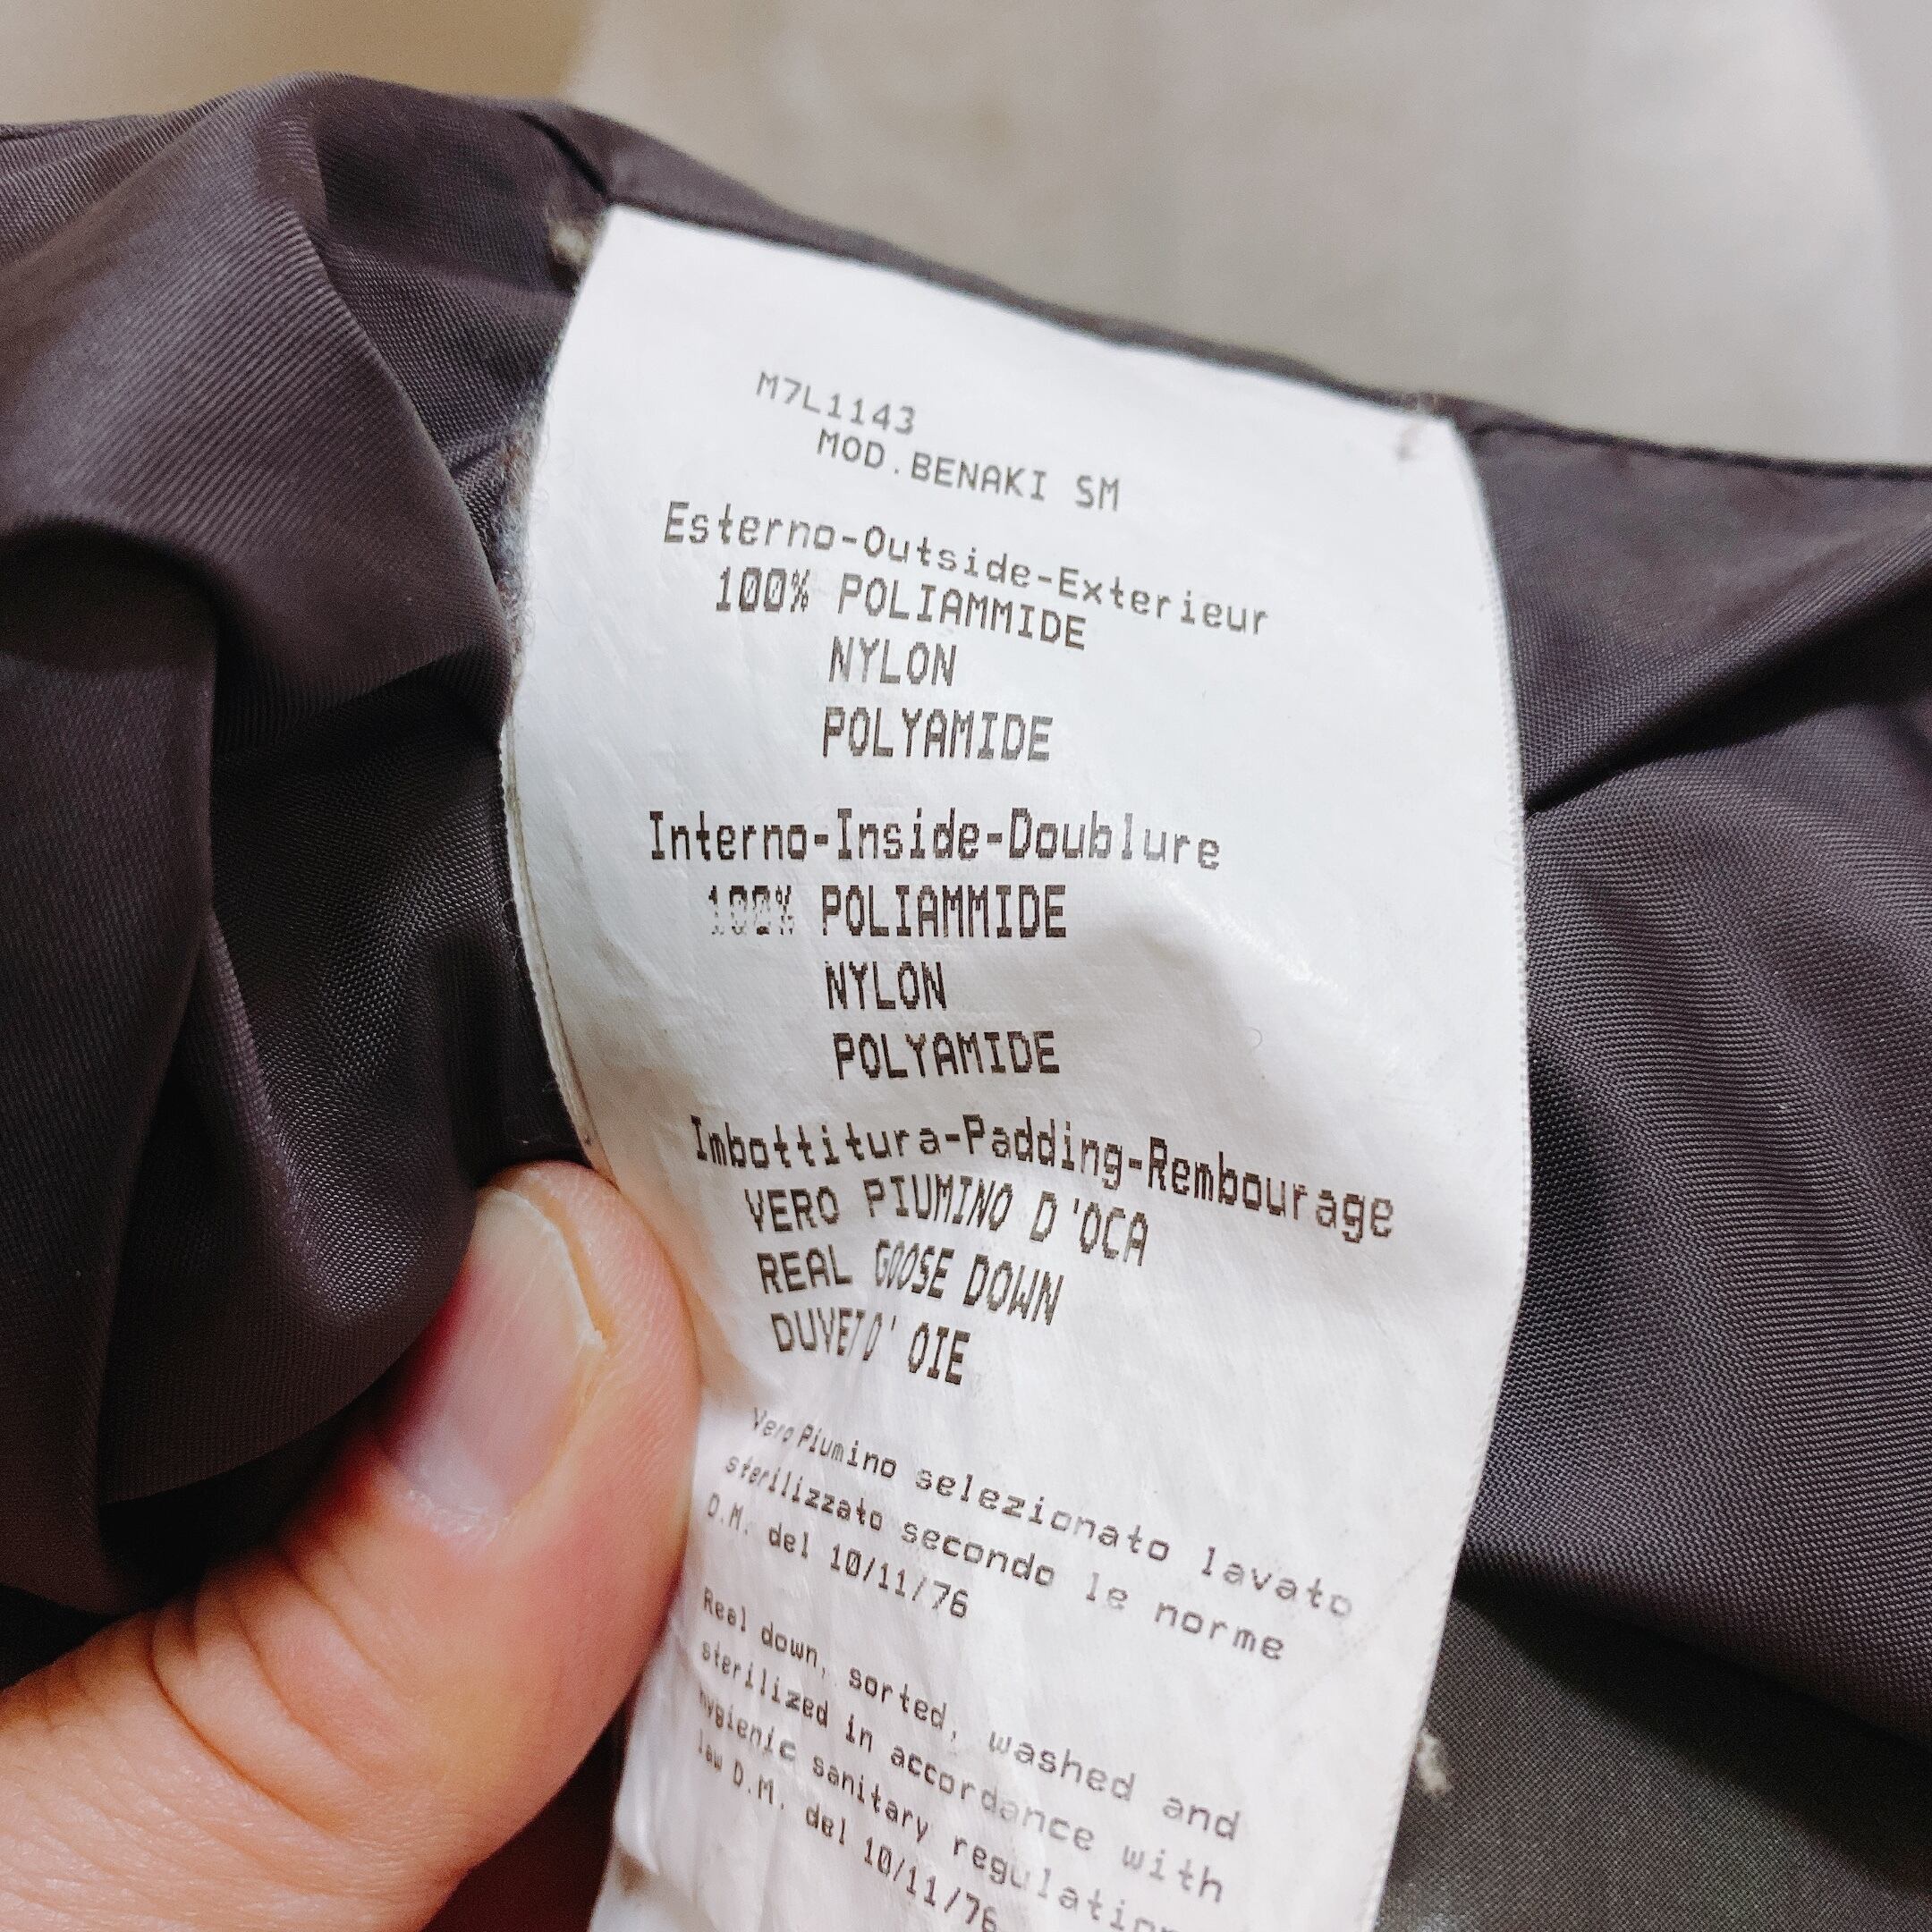 M7L1143
MOD.BENAKI SM
Esterno-Outside-Exterieur
100% POLIAMMIDE
NYLON
POLYAMIDE
Interno-Inside-Doublure
100% POLIAMMIDE
NYLON
POLYAMIDE
Imbottitura-Padding-Rembourage
VERO PIUMINO D'OCA
REAL GOOSE DOWN
DUVETD' OIE
Vero Piumino selezionato lavato
sterilizzato secondo le norme
D.M. del 10/11/76
Real down, sorted, washed and
sterilized in accordance with
hygienic sanitary regulation
law D.M. del 10/11/76